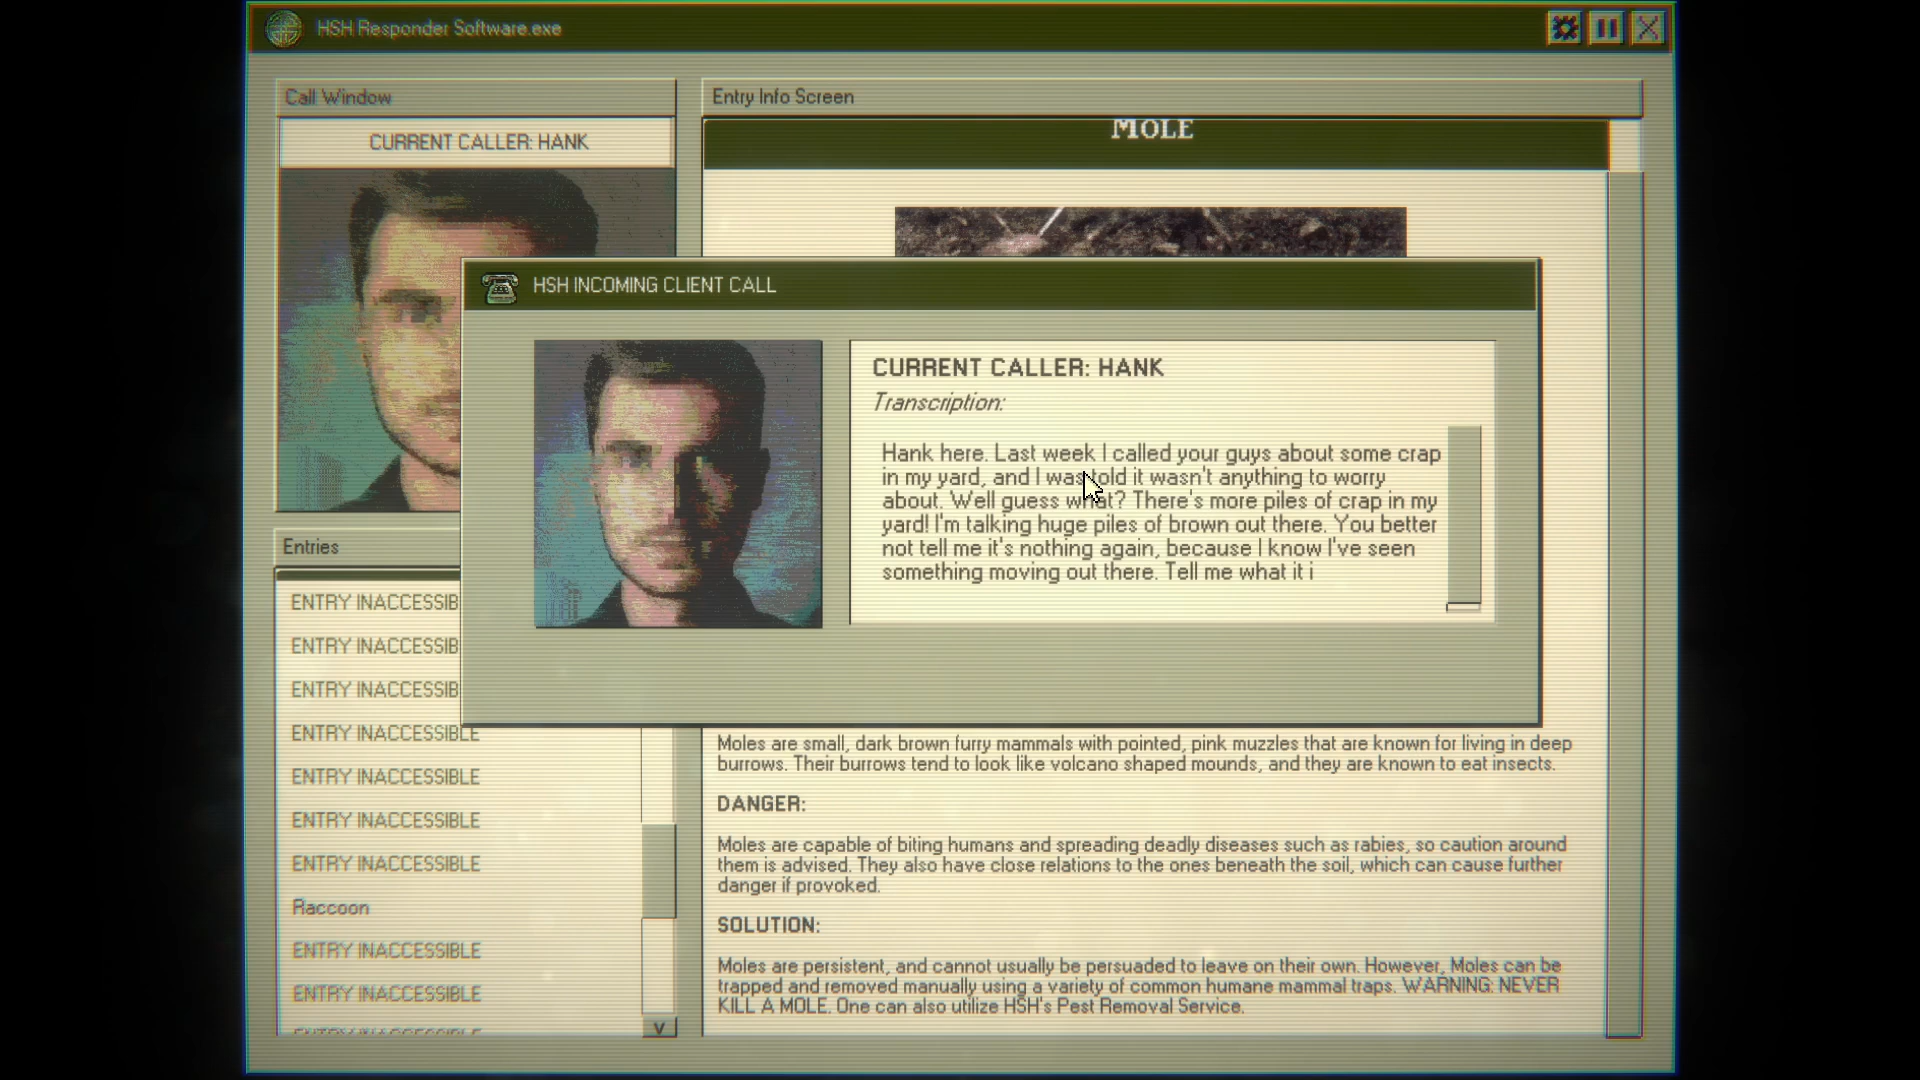 HSH Responder Software.exe
Call Window
CURRENT CALLER: HANK
Entries
ENTRY INACCESSIB
ENTRY INACCESSIB
ENTRY INACCESSIB
ENTRY INACCESSIBLE
ENTRY INACCESSIBLE
ENTRY INACCESSIBLE
ENTRY INACCESSIBLE
Raccoon
ENTRY INACCESSIBLE
ENTRY INACCESSIBLE
ENTRY INACCESSIBLE
V
Entry Info Screen
MOLE
HSH INCOMING CLIENT CALL
CURRENT CALLER: HANK
Transcription:
Hank here. Last week I called your guys about some crap
in my yard, and I was told it wasn't anything to worry
about. Well guess what? There's more piles of crap in my
yard! I'm talking huge piles of brown out there. You better
not tell me it's nothing again, because I know I've seen
something moving out there. Tell me what it i
Moles are small, dark brown furry mammals with pointed, pink muzzles that are known for living in deep
burrows. Their burrows tend to look like volcano shaped mounds, and they are known to eat insects.
DANGER:
Moles are capable of biting humans and spreading deadly diseases such as rabies, so caution around
them is advised. They also have close relations to the ones beneath the soil, which can cause further
danger if provoked.
SOLUTION:
Moles are persistent, and cannot usually be persuaded to leave on their own. However, Moles can be
trapped and removed manually using a variety of common humane mammal traps. WARNING: NEVER
KILL A MOLE. One can also utilize HSH's Pest Removal Service.